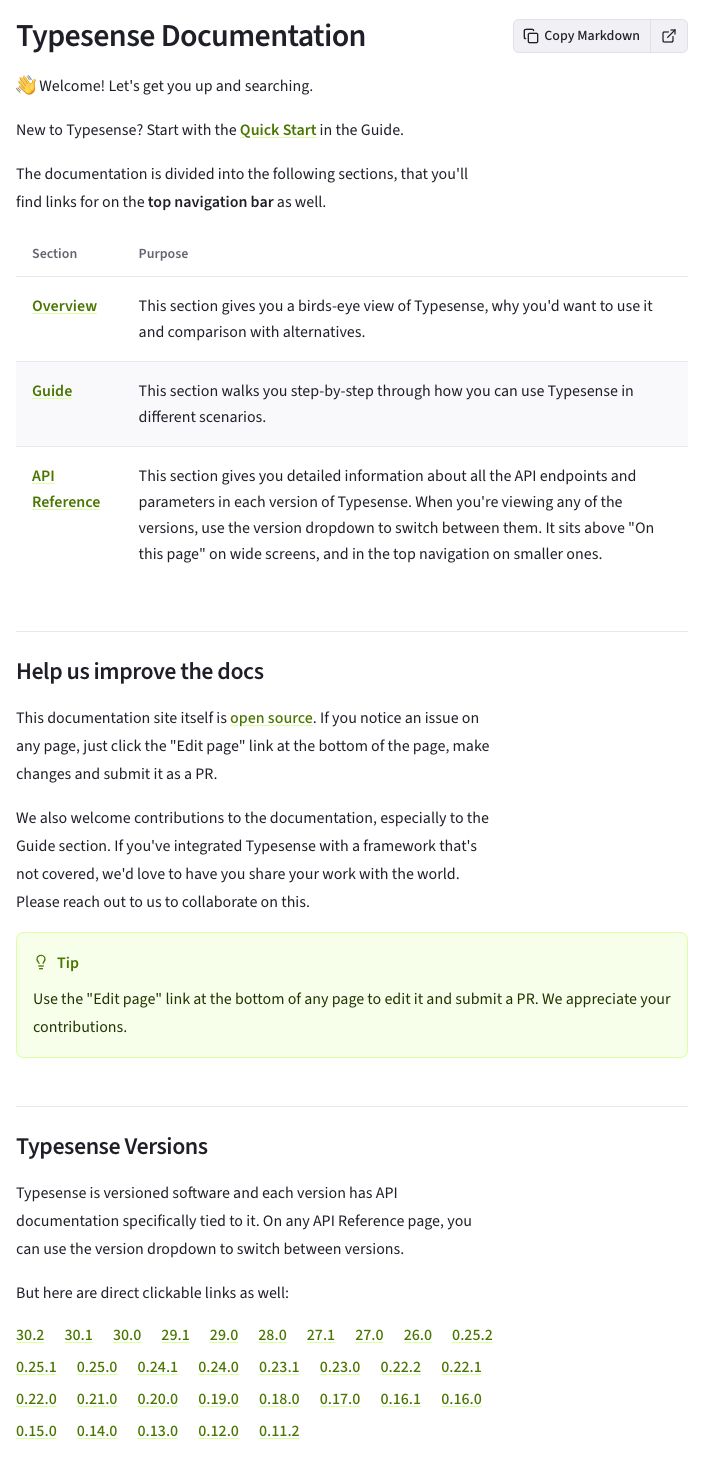 Typesense Documentation
Copy Markdown
👋 Welcome! Let's get you up and searching.
New to Typesense? Start with the Quick Start in the Guide.
The documentation is divided into the following sections, that you'll
find links for on the top navigation bar as well.
Section Purpose
Overview This section gives you a birds-eye view of Typesense, why you'd want to use it
and comparison with alternatives.
Guide This section walks you step-by-step through how you can use Typesense in
different scenarios.
API This section gives you detailed information about all the API endpoints and
Reference parameters in each version of Typesense. When you're viewing any of the
versions, use the version dropdown to switch between them. It sits above "On
this page" on wide screens, and in the top navigation on smaller ones.
Help us improve the docs
This documentation site itself is open source. If you notice an issue on
any page, just click the "Edit page" link at the bottom of the page, make
changes and submit it as a PR.
We also welcome contributions to the documentation, especially to the
Guide section. If you've integrated Typesense with a framework that's
not covered, we'd love to have you share your work with the world.
Please reach out to us to collaborate on this.
Tip
Use the "Edit page" link at the bottom of any page to edit it and submit a PR. We appreciate your
contributions.
Typesense Versions
Typesense is versioned software and each version has API
documentation specifically tied to it. On any API Reference page, you
can use the version dropdown to switch between versions.
But here are direct clickable links as well:
30.2 30.1 30.0 29.1 29.0 28.0 27.1 27.0 26.0 0.25.2
0.25.1 0.25.0 0.24.1 0.24.0 0.23.1 0.23.0 0.22.2 0.22.1
0.22.0 0.21.0 0.20.0 0.19.0 0.18.0 0.17.0 0.16.1 0.16.0
0.15.0 0.14.0 0.13.0 0.12.0 0.11.2